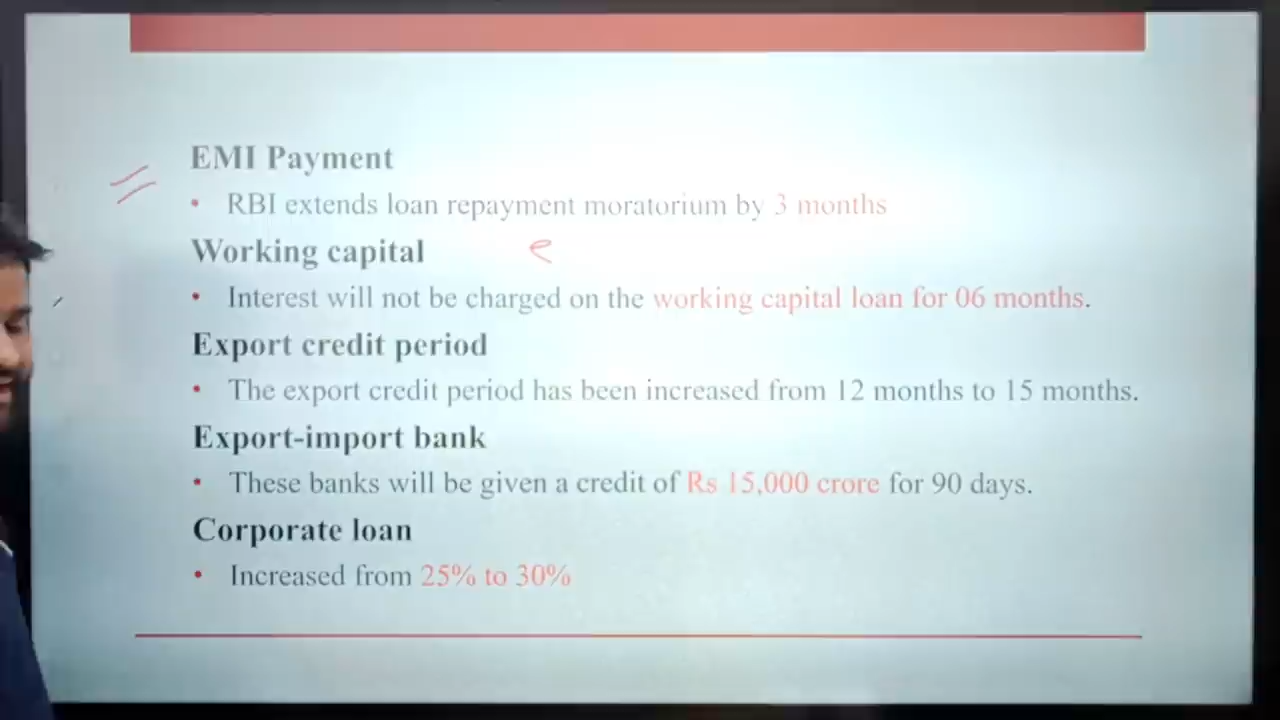 EMI Payment
• RBI extends loan repayment moratorium by 3 months
Working capital
• Interest will not be charged on the working capital loan for 06 months.
Export credit period
• The export credit period has been increased from 12 months to 15 months.
Export-import bank
• These banks will be given a credit of Rs 15,000 crore for 90 days.
Corporate loan
• Increased from 25% to 30%